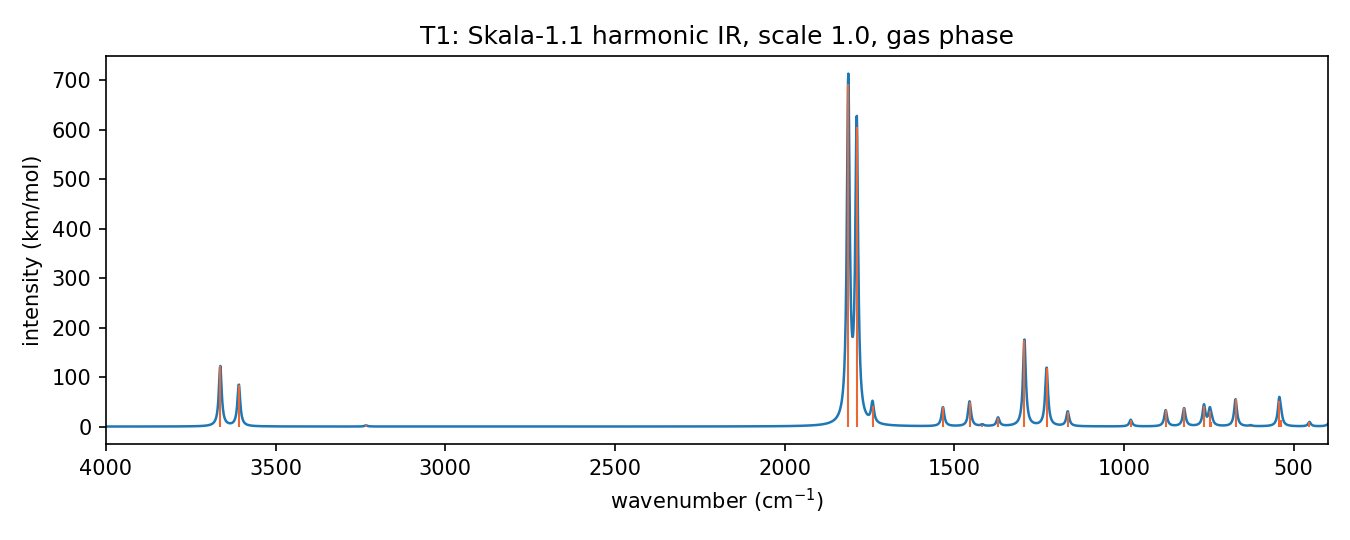 T1: Skala-1.1 harmonic IR, scale 1.0, gas phase
intensity (km/mol)
700
600
500
400
300
200
100
0
4000 3500 3000 2500 2000 1500 1000 500
wavenumber (cm⁻¹)